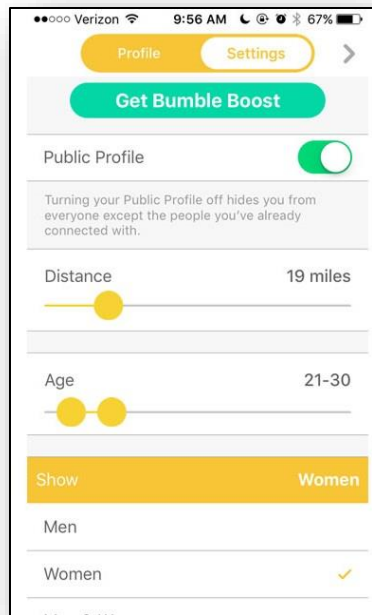 Verizon 9:56 AM 67%
Profile Settings
Get Bumble Boost
Public Profile
Turning your Public Profile off hides you from
everyone except the people you've already
connected with.
Distance 19 miles
Age 21-30
Show Women
Men
Women